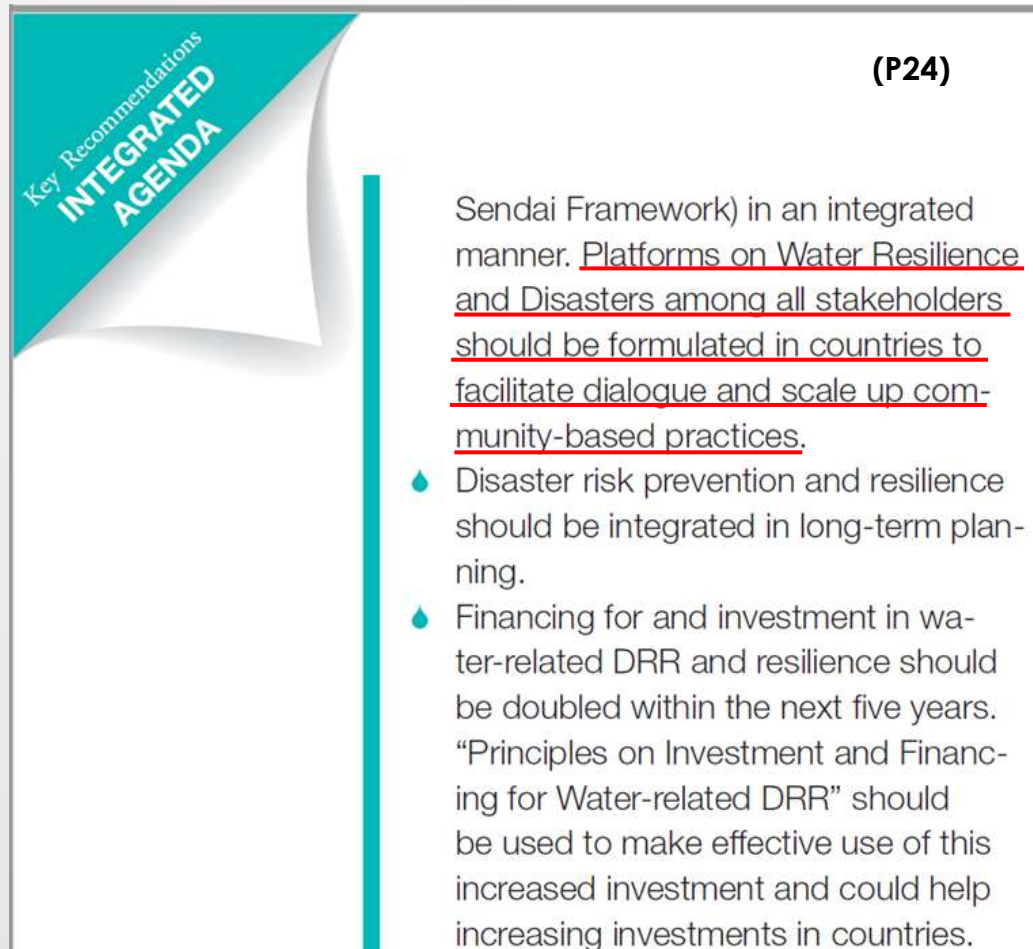 Key Recommendations
INTEGRATED
AGENDA
(P24)
Sendai Framework) in an integrated
manner. Platforms on Water Resilience
and Disasters among all stakeholders
should be formulated in countries to
facilitate dialogue and scale up com-
munity-based practices.
Disaster risk prevention and resilience
should be integrated in long-term plan-
ning.
Financing for and investment in wa-
ter-related DRR and resilience should
be doubled within the next five years.
“Principles on Investment and Financ-
ing for Water-related DRR” should
be used to make effective use of this
increased investment and could help
increasing investments in countries.